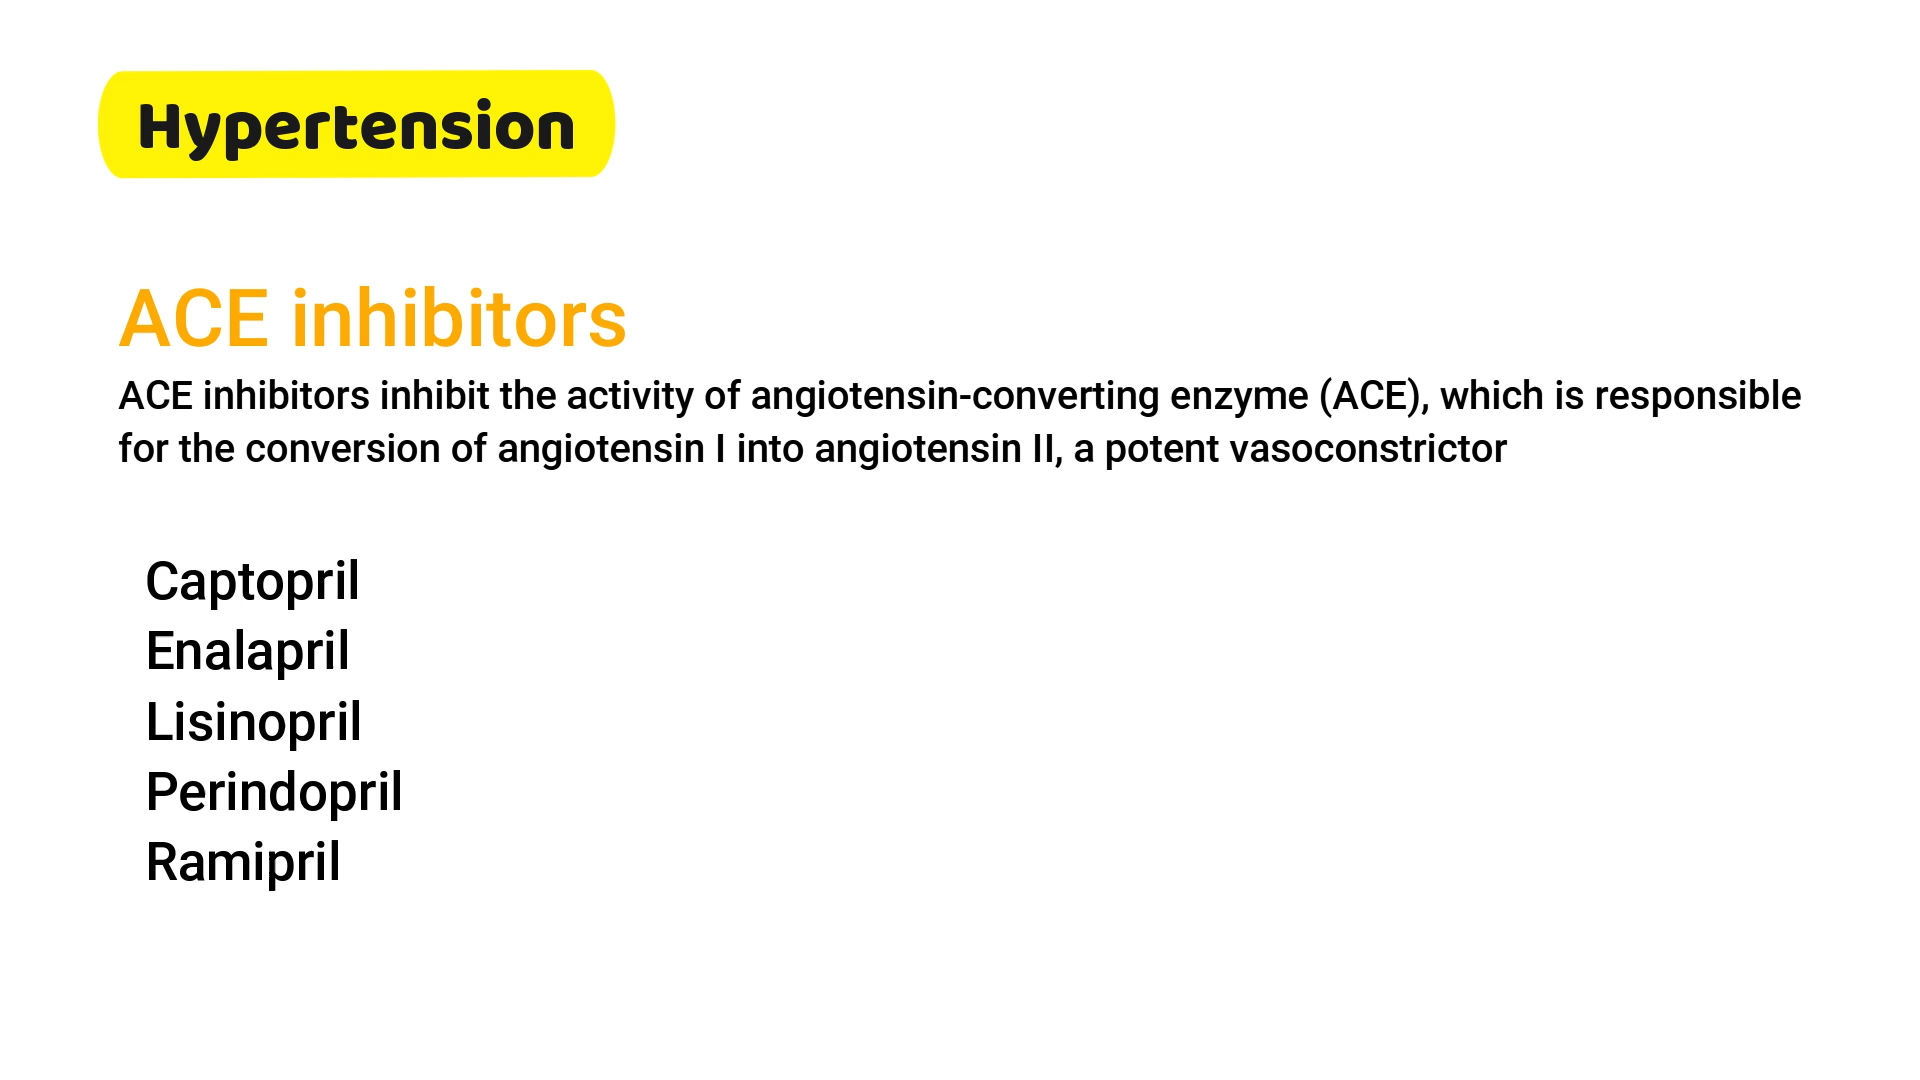 Hypertension
ACE inhibitors
ACE inhibitors inhibit the activity of angiotensin-converting enzyme (ACE), which is responsible
for the conversion of angiotensin I into angiotensin II, a potent vasoconstrictor
Captopril
Enalapril
Lisinopril
Perindopril
Ramipril